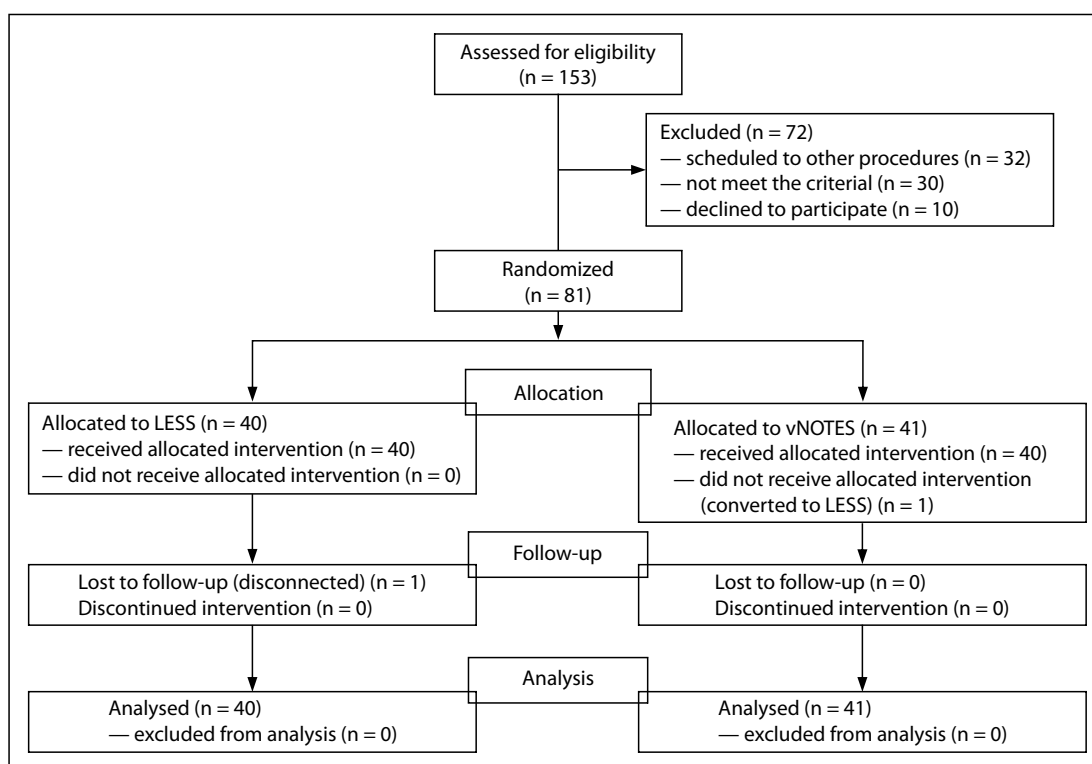 Assessed for eligibility
(n = 153)
Excluded (n = 72)
— scheduled to other procedures (n = 32)
— not meet the criterial (n = 30)
— declined to participate (n = 10)
Randomized
(n = 81)
Allocation
Allocated to LESS (n = 40)
— received allocated intervention (n = 40)
— did not receive allocated intervention (n = 0)
Allocated to vNOTES (n = 41)
— received allocated intervention (n = 40)
— did not receive allocated intervention
(converted to LESS) (n = 1)
Follow-up
Lost to follow-up (disconnected) (n = 1)
Discontinued intervention (n = 0)
Lost to follow-up (n = 0)
Discontinued intervention (n = 0)
Analysis
Analysed (n = 40)
— excluded from analysis (n = 0)
Analysed (n = 41)
— excluded from analysis (n = 0)